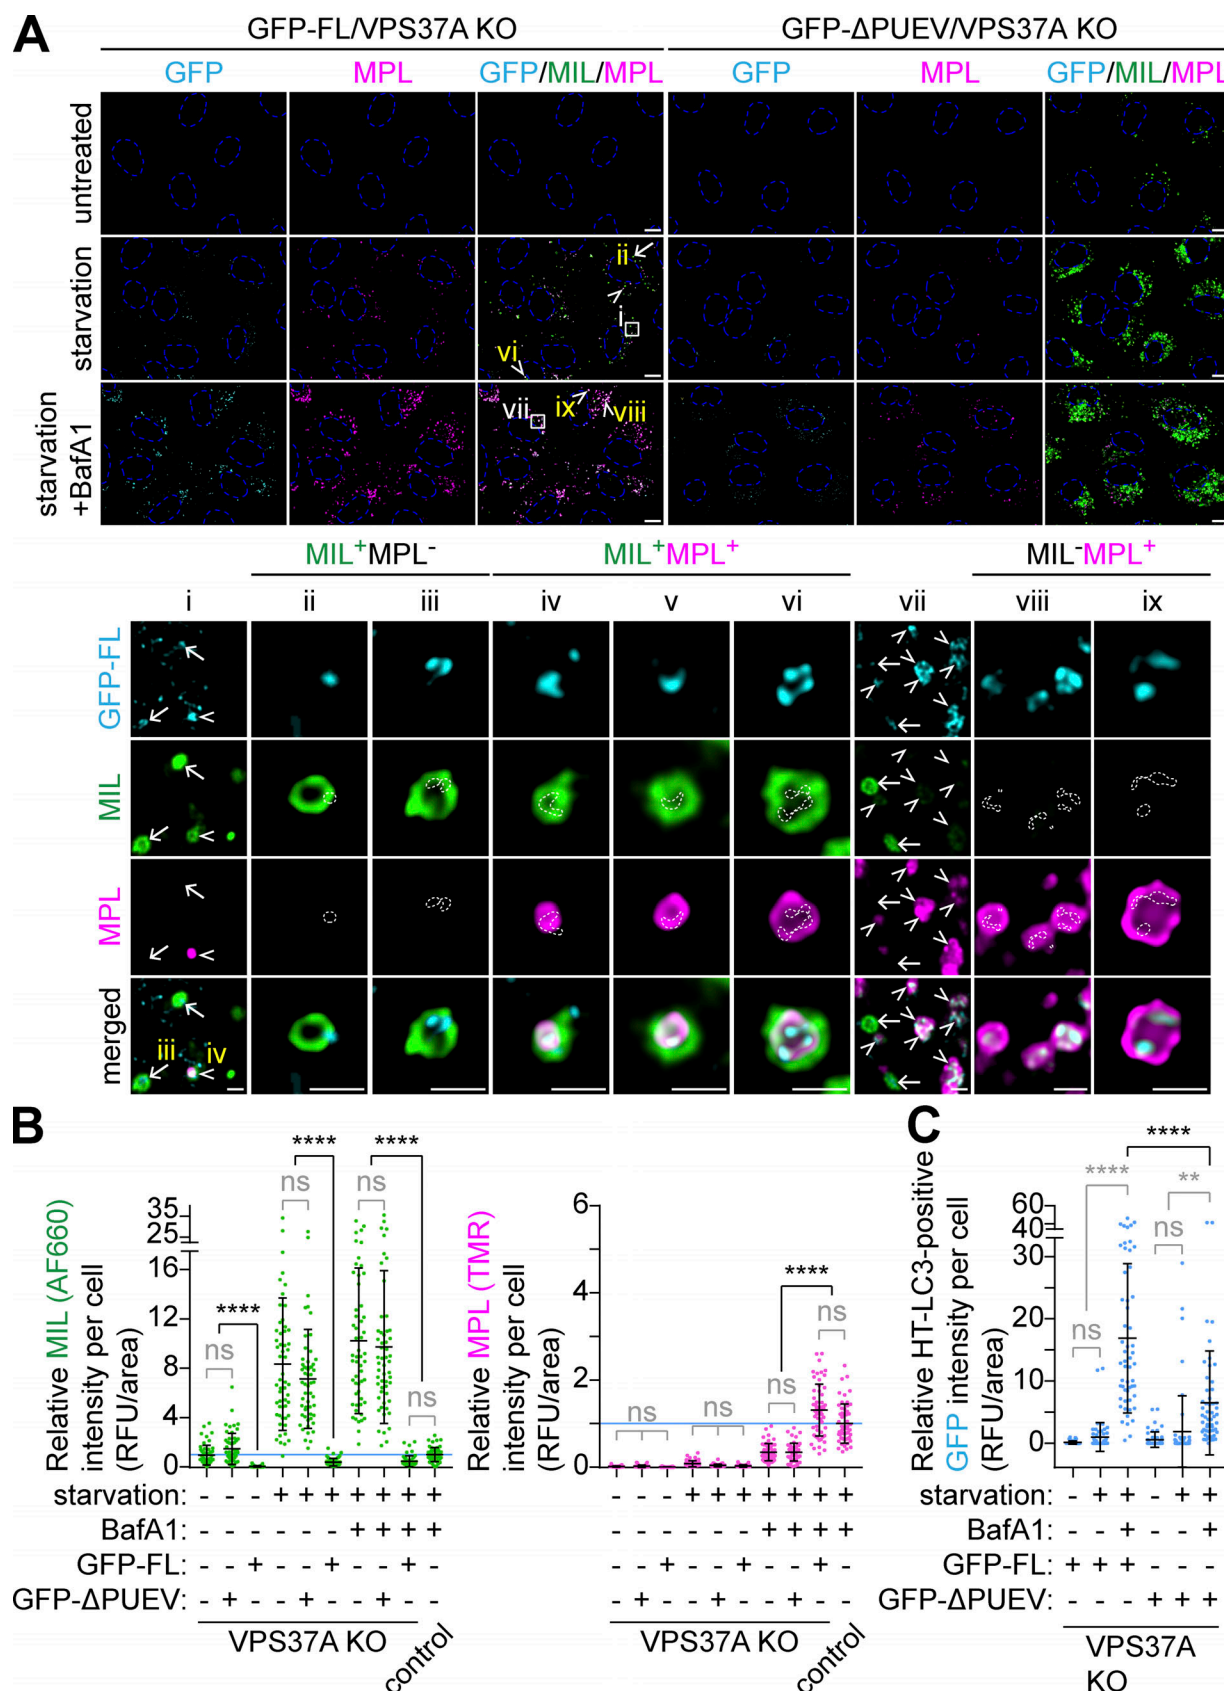 A
GFP-FL/VPS37A KO
GFP-ΔPUEV/VPS37A KO
GFP
MPL
GFP/MIL/MPL
GFP
MPL
GFP/MIL/MPL
untreated
starvation
ii
i
vi
starvation
+BafA1
vii
ix
viii
MIL⁺MPL⁻
MIL⁺MPL⁺
MIL⁻MPL⁺
i
ii
iii
iv
v
vi
vii
viii
ix
GFP-FL
MIL
MPL
merged
iii
iv
B
Relative MIL (AF660)
intensity per cell
(RFU/area)
35
25
16
12
8
4
0
ns
****
ns
****
ns
****
ns
Relative MPL (TMR)
intensity per cell
(RFU/area)
6
4
2
0
ns
ns
ns
****
ns
starvation: - - - + + + + + + +
- - - + + + + + + +
BafA1: - - - - - - + + + +
- - - - - - + + + +
GFP-FL: - - + - - + - - + -
- - + - - + - - + -
GFP-ΔPUEV: - + - - + - - + - -
- + - - + - - + - -
VPS37A KO
control
VPS37A KO
control
C
Relative HT-LC3-positive
GFP intensity per cell
(RFU/area)
60
40
30
20
10
0
ns
****
ns
**
****
starvation: - + + - + +
BafA1: - - + - - +
GFP-FL: + + + - - -
GFP-ΔPUEV: - - - + + +
VPS37A
KO